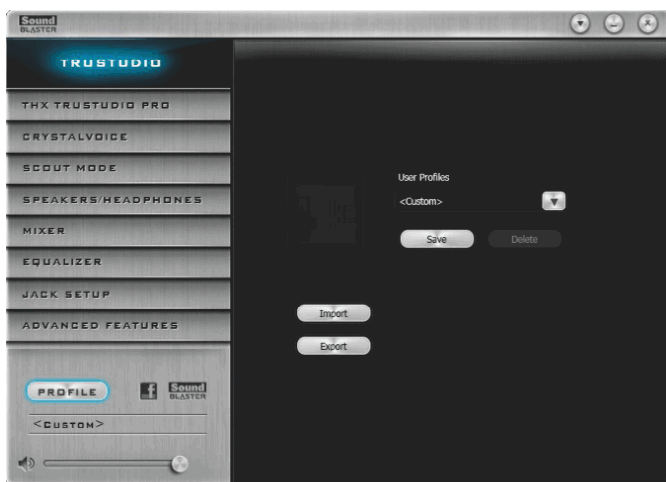 Sound
BLASTER
TRUSTUDIO
THX TRUSTUDIO PRO
CRYSTALVOICE
SCOUT MODE
SPEAKERS/HEADPHONES
MIXER
EQUALIZER
JACK SETUP
ADVANCED FEATURES
PROFILE
f
Sound
BLASTER
<CUSTOM>
User Profiles
<Custom>
Save
Delete
Import
Export